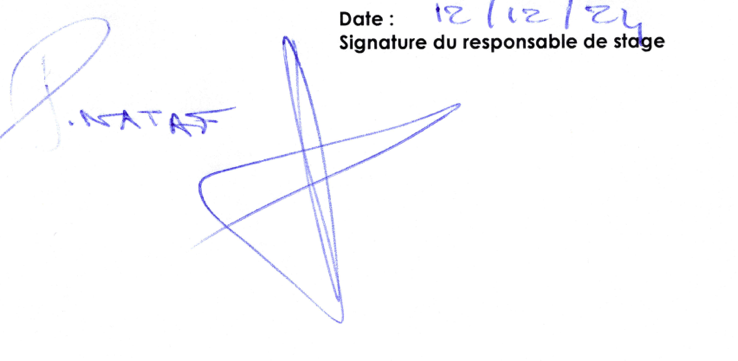 Date : 12/12/24
Signature du responsable de stage
P. NATAF